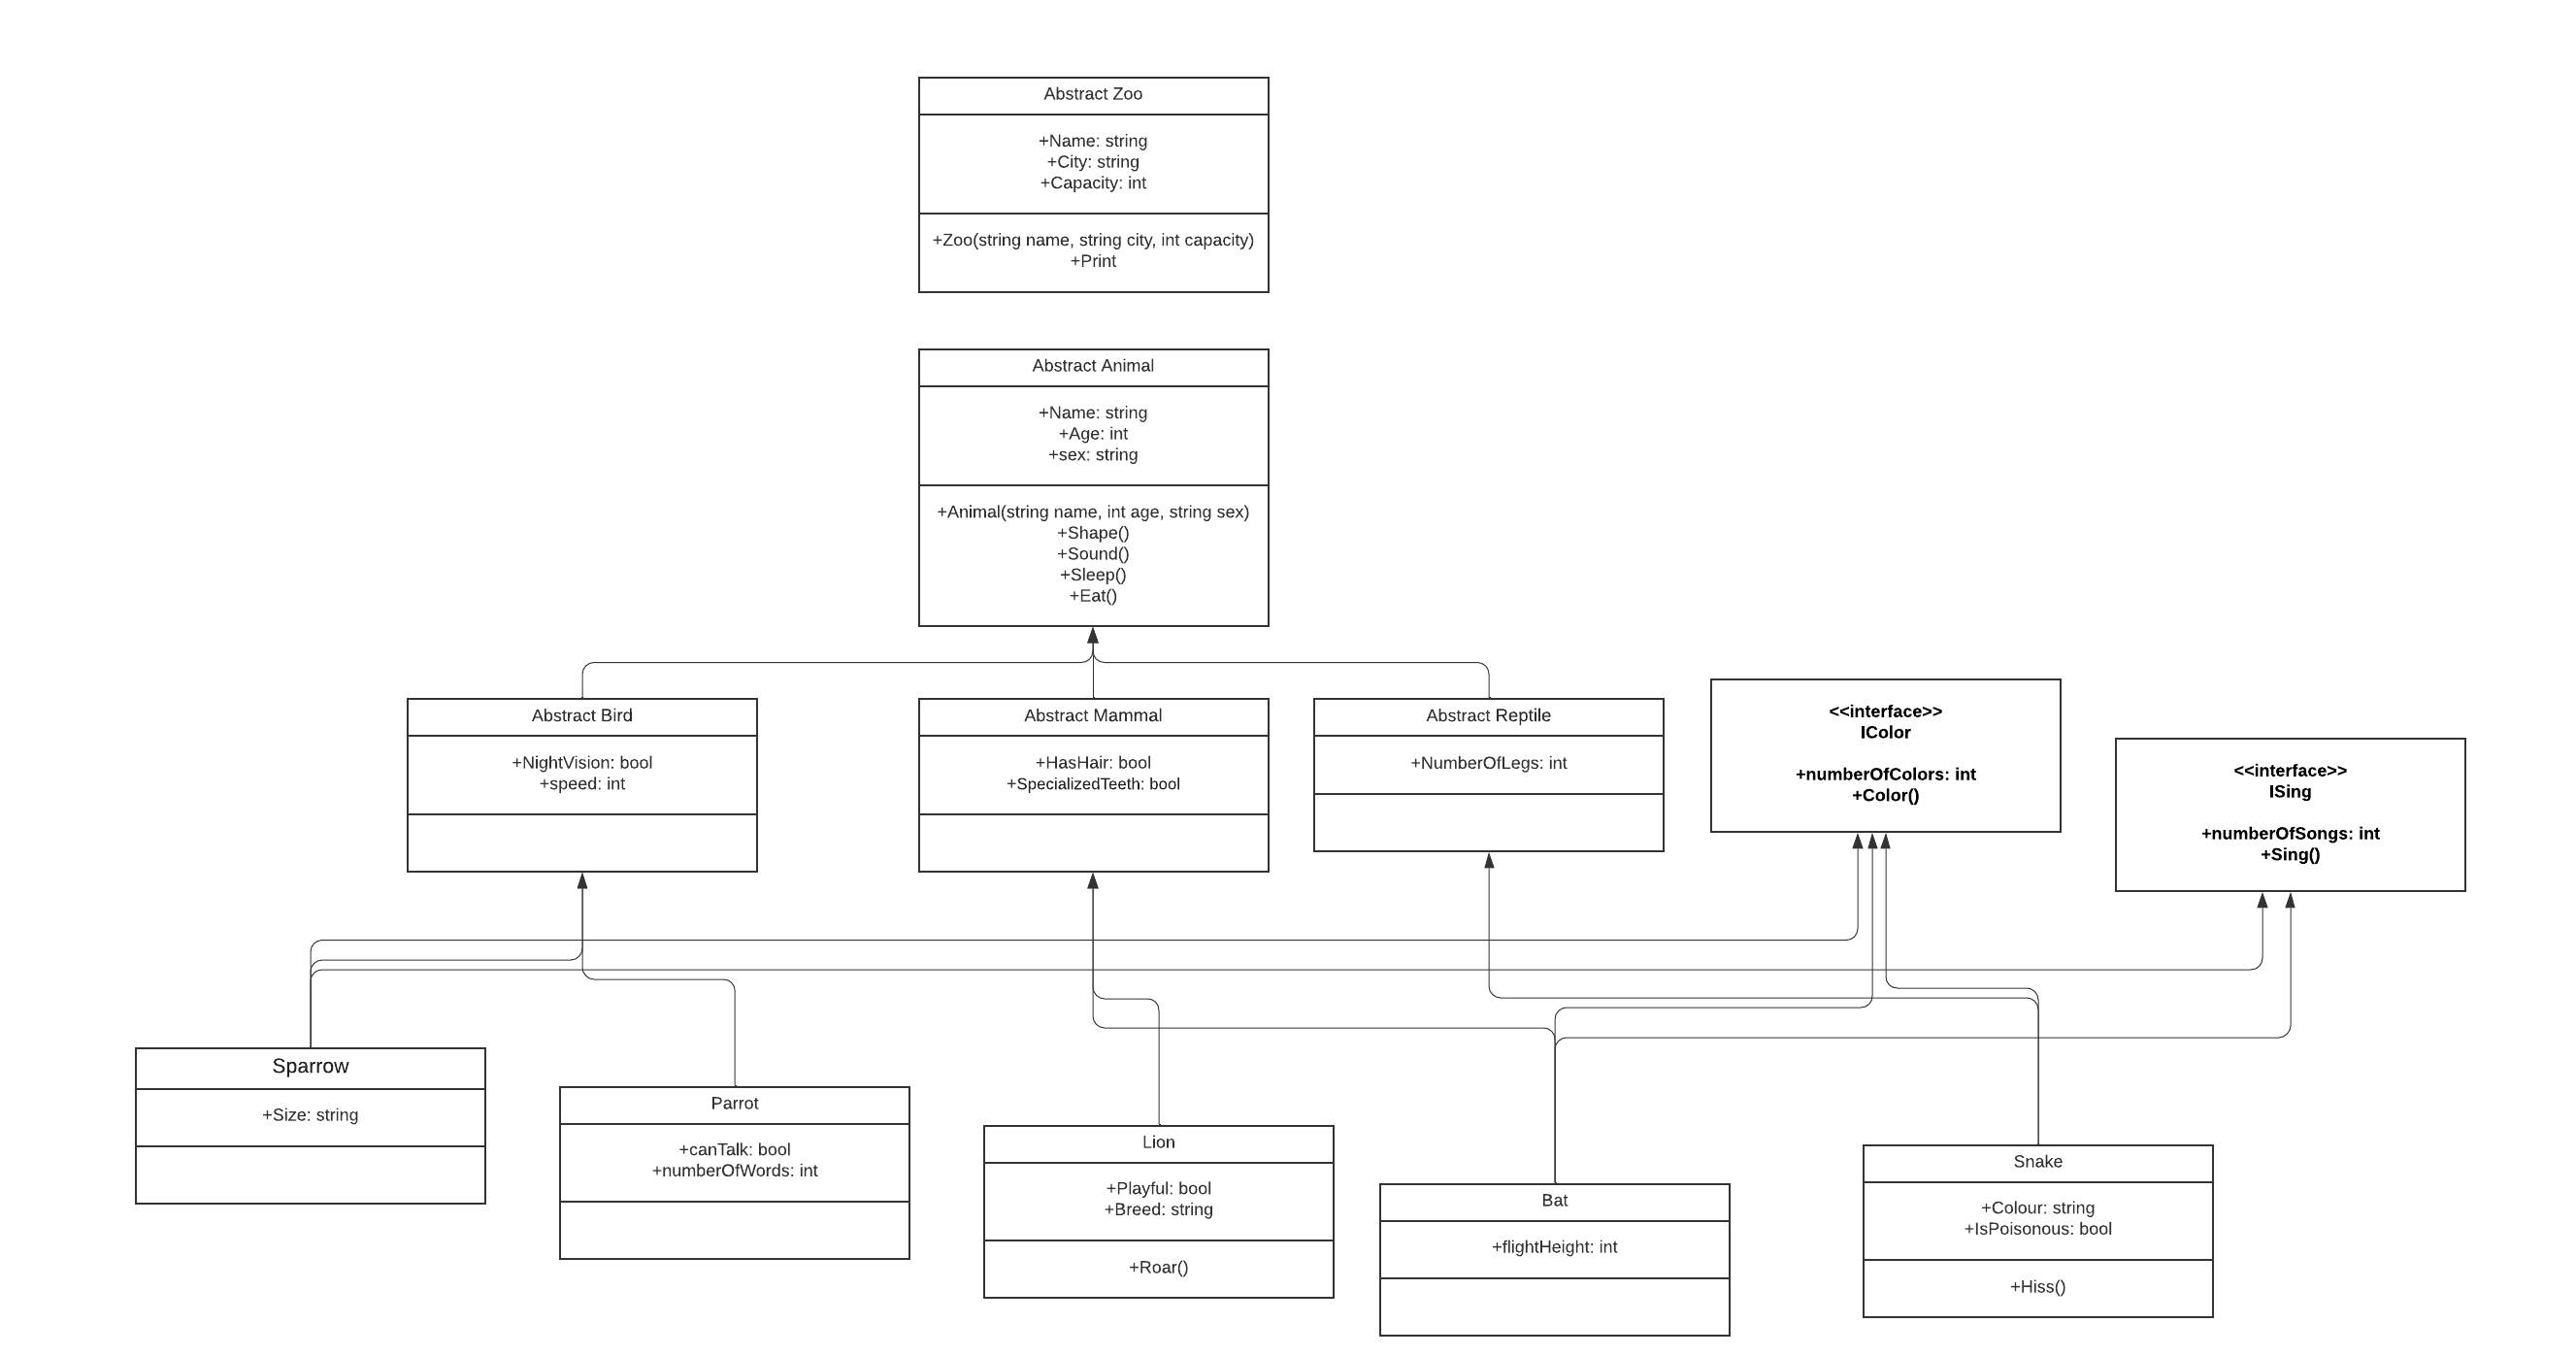 Abstract Zoo
+Name: string
+City: string
+Capacity: int
+Zoo(string name, string city, int capacity)
+Print
Abstract Animal
+Name: string
+Age: int
+sex: string
+Animal(string name, int age, string sex)
+Shape()
+Sound()
+Sleep()
+Eat()
Abstract Bird
+NightVision: bool
+speed: int
Abstract Mammal
+HasHair: bool
+SpecializedTeeth: bool
Abstract Reptile
+NumberOfLegs: int
<<interface>>
IColor
+numberOfColors: int
+Color()
<<interface>>
ISing
+numberOfSongs: int
+Sing()
Sparrow
+Size: string
Parrot
+canTalk: bool
+numberOfWords: int
Lion
+Playful: bool
+Breed: string
+Roar()
Bat
+flightHeight: int
Snake
+Colour: string
+IsPoisonous: bool
+Hiss()